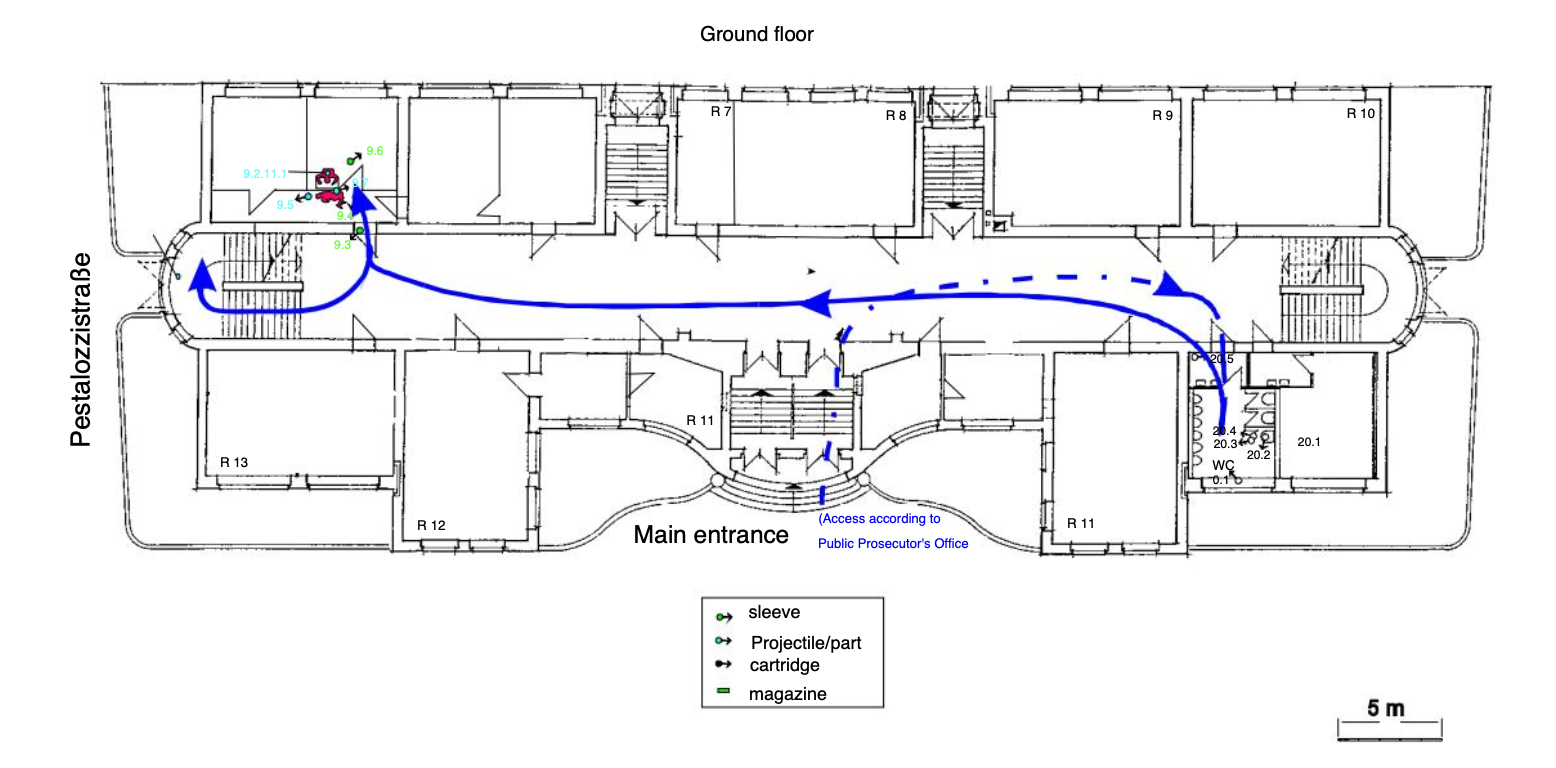 Ground floor
R 7
R 8
R 9
R 10
9.6
9.2.11.1
9.7
9.5
9.4
9.3
Pestalozzistraße
20.5
R 11
20.4
20.3
20.1
20.2
R 13
WC
0.1
R 12
R 11
(Access according to
Public Prosecutor's Office
Main entrance
sleeve
Projectile/part
cartridge
magazine
5 m